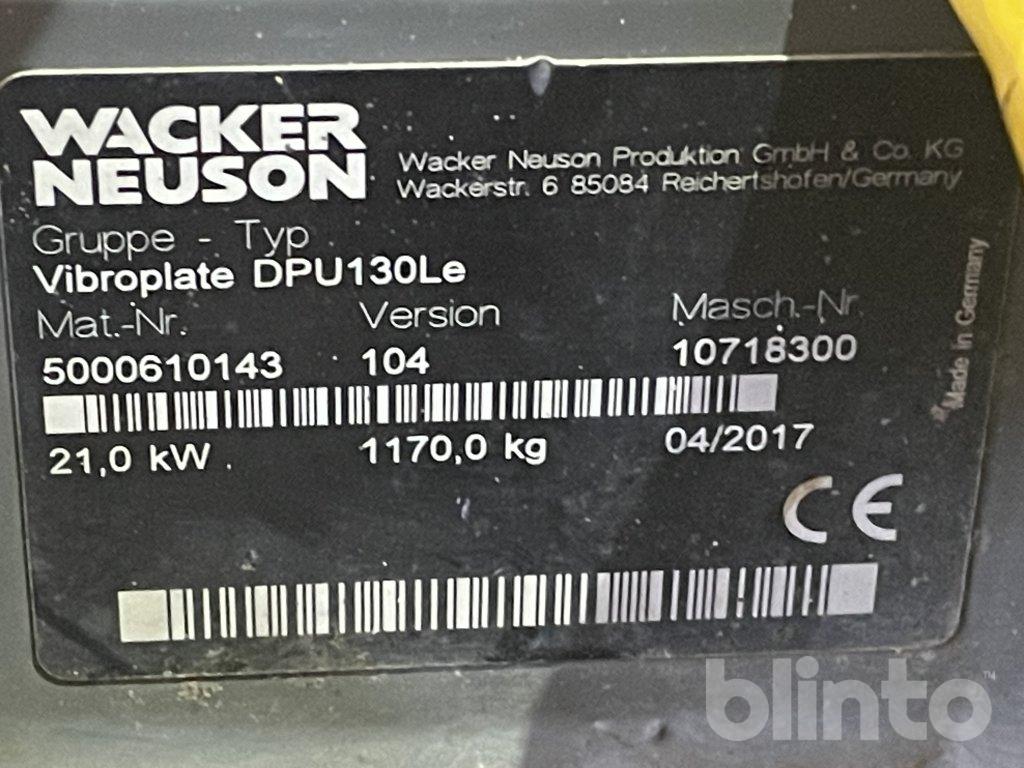 WACKER
NEUSON
Wacker Neuson Produktion GmbH & Co. KG
Wackerstr. 6 85084 Reichertshofen/Germany
Gruppe - Typ
Vibroplate DPU130Le
Mat.-Nr. Version Masch.-Nr.
5000610143 104 10718300
21,0 kW 1170,0 kg 04/2017
CE
Made in Germany
blinto™